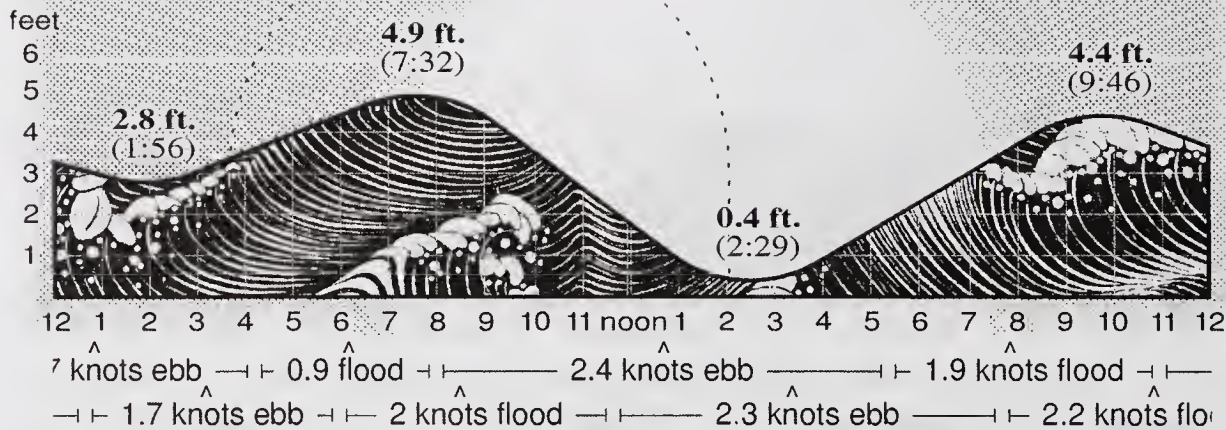 feet
6
5
4
3
2
1
2.8 ft.
(1:56)
4.9 ft.
(7:32)
0.4 ft.
(2:29)
4.4 ft.
(9:46)
12 1 2 3 4 5 6 7 8 9 10 11 noon 1 2 3 4 5 6 7 8 9 10 11 12
7 knots ebb 0.9 flood 2.4 knots ebb 1.9 knots flood
1.7 knots ebb 2 knots flood 2.3 knots ebb 2.2 knots